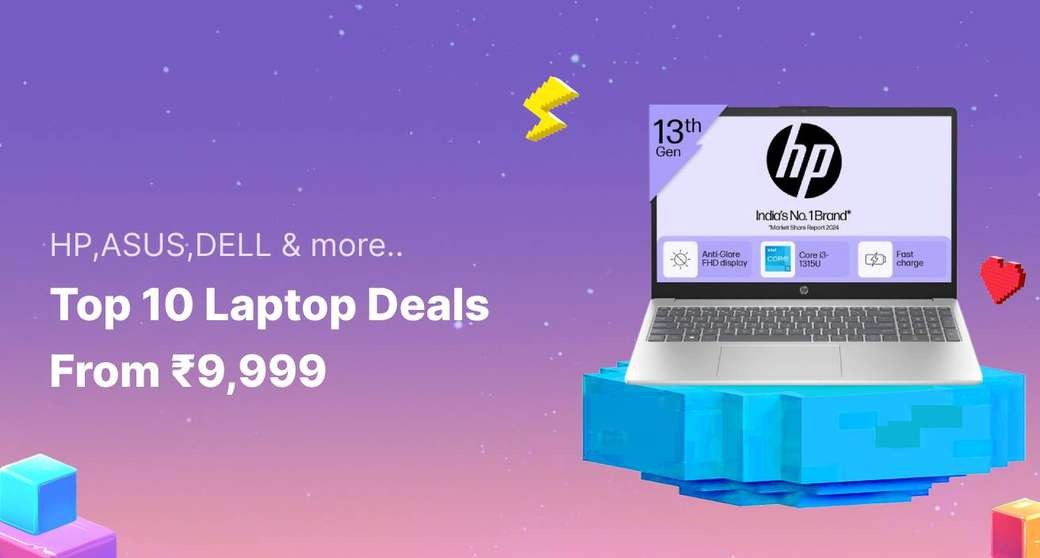 HP,ASUS,DELL & more..
Top 10 Laptop Deals
From ₹9,999
13th
Gen
hp
India's No. 1 Brand*
*Market Share Report 2024
Anti-Glare
FHD display
intel
CORE
Core i3-
1315U
Fast
charge
hp